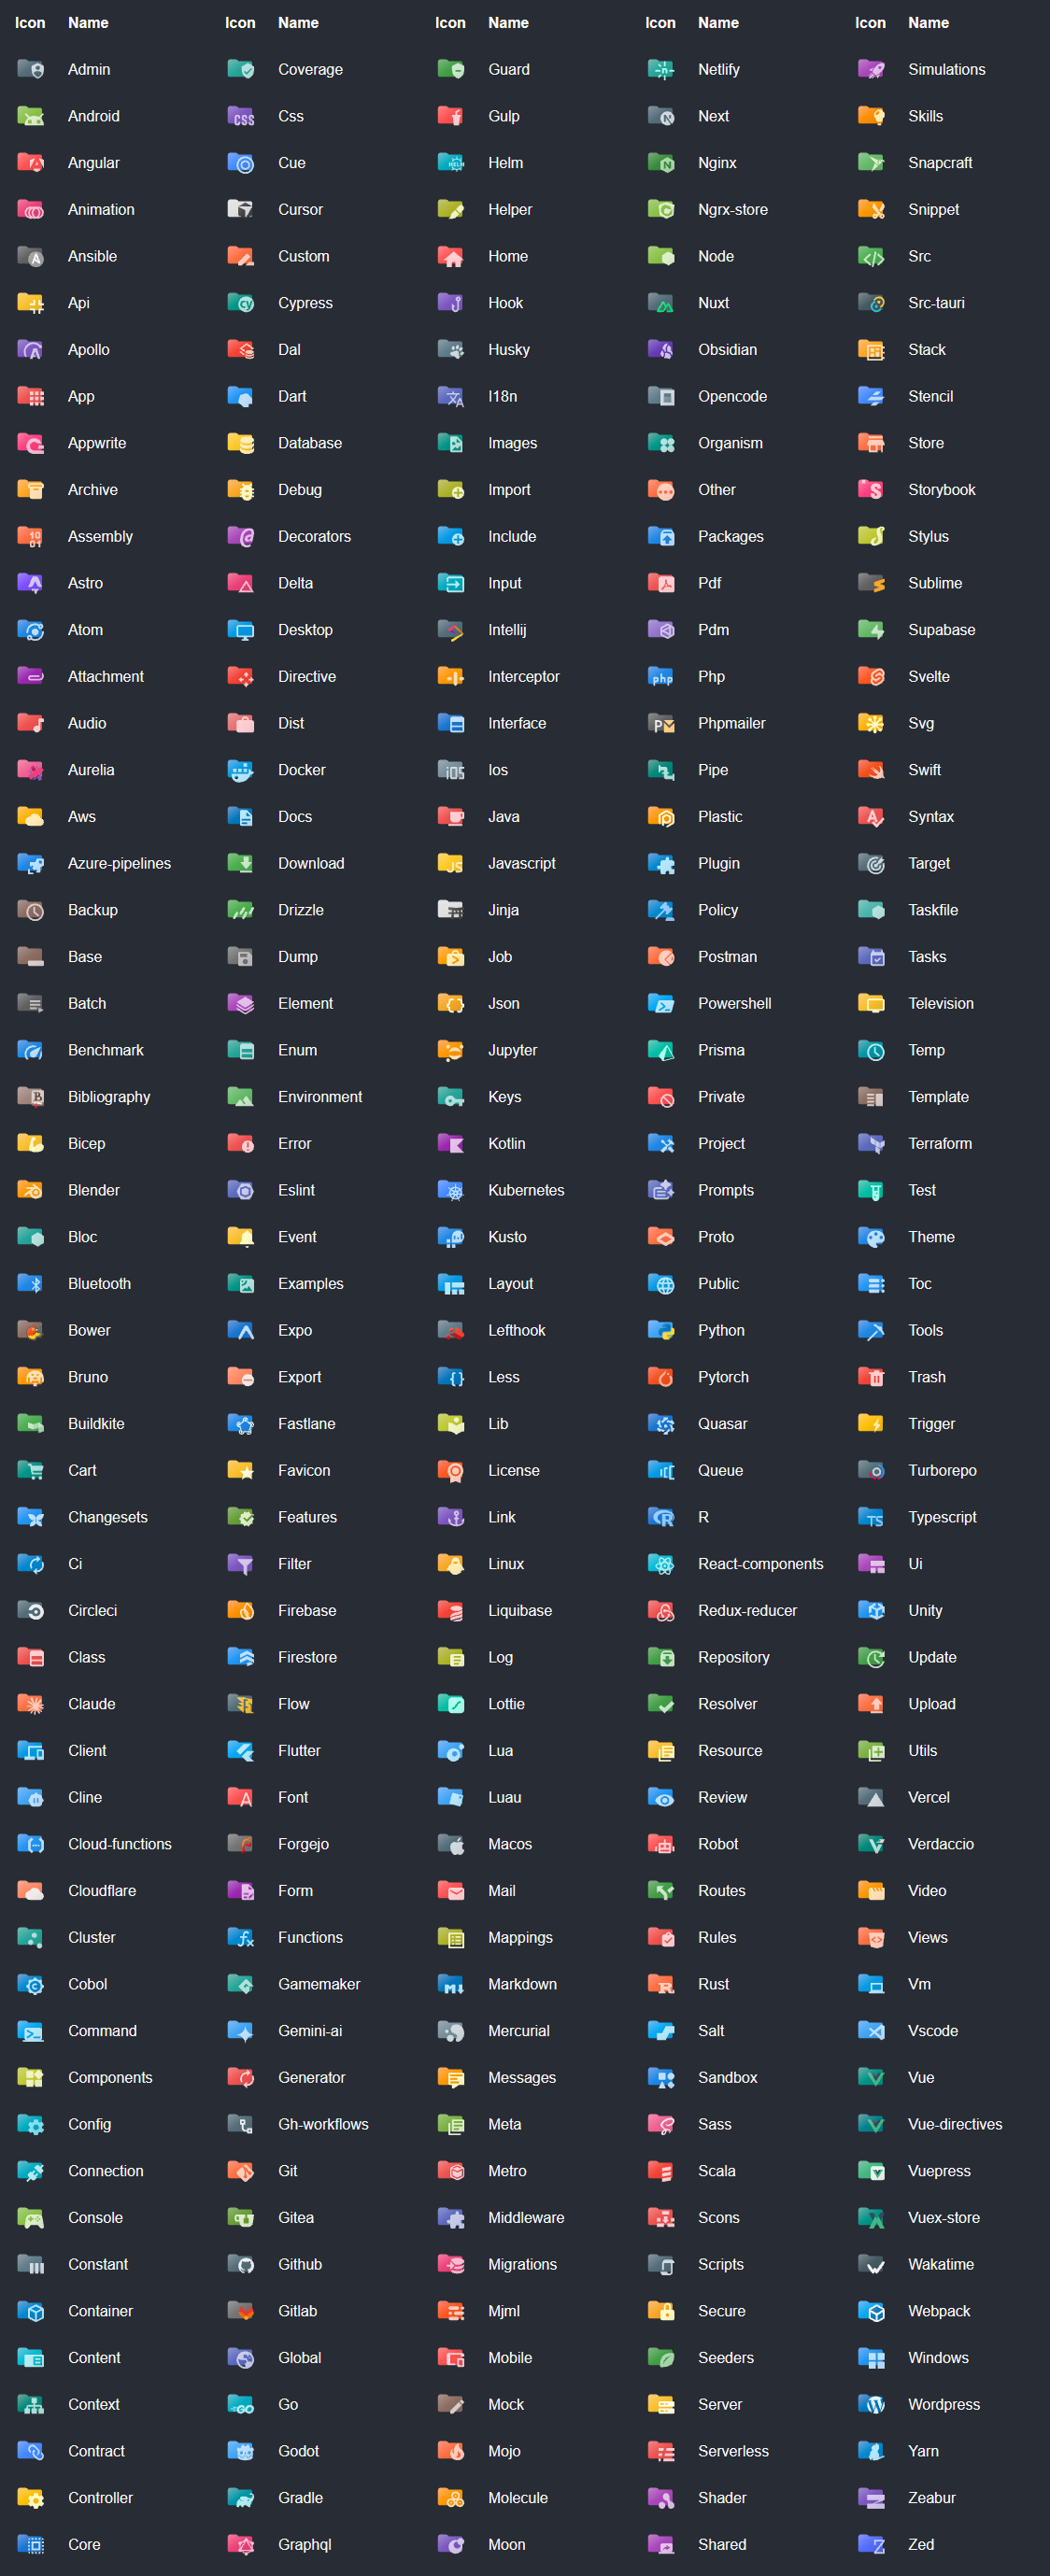 Icon Name Icon Name Icon Name Icon Name Icon Name
Admin Coverage Guard Netlify Simulations
Android Css Gulp Next Skills
Angular Cue Helm Nginx Snapcraft
Animation Cursor Helper Ngrx-store Snippet
Ansible Custom Home Node Src
Api Cypress Hook Nuxt Src-tauri
Apollo Dal Husky Obsidian Stack
App Dart I18n Opencode Stencil
Appwrite Database Images Organism Store
Archive Debug Import Other Storybook
Assembly Decorators Include Packages Stylus
Astro Delta Input Pdf Sublime
Atom Desktop Intellij Pdm Supabase
Attachment Directive Interceptor Php Svelte
Audio Dist Interface Phpmailer Svg
Aurelia Docker Ios Pipe Swift
Aws Docs Java Plastic Syntax
Azure-pipelines Download Javascript Plugin Target
Backup Drizzle Jinja Policy Taskfile
Base Dump Job Postman Tasks
Batch Element Json Powershell Television
Benchmark Enum Jupyter Prisma Temp
Bibliography Environment Keys Private Template
Bicep Error Kotlin Project Terraform
Blender Eslint Kubernetes Prompts Test
Bloc Event Kusto Proto Theme
Bluetooth Examples Layout Public Toc
Bower Expo Lefthook Python Tools
Bruno Export Less Pytorch Trash
Buildkite Fastlane Lib Quasar Trigger
Cart Favicon License Queue Turborepo
Changesets Features Link R Typescript
Ci Filter Linux React-components Ui
Circleci Firebase Liquibase Redux-reducer Unity
Class Firestore Log Repository Update
Claude Flow Lottie Resolver Upload
Client Flutter Lua Resource Utils
Cline Font Luau Review Vercel
Cloud-functions Forgejo Macos Robot Verdaccio
Cloudflare Form Mail Routes Video
Cluster Functions Mappings Rules Views
Cobol Gamemaker Markdown Rust Vm
Command Gemini-ai Mercurial Salt Vscode
Components Generator Messages Sandbox Vue
Config Gh-workflows Meta Sass Vue-directives
Connection Git Metro Scala Vuepress
Console Gitea Middleware Scons Vuex-store
Constant Github Migrations Scripts Wakatime
Container Gitlab Mjml Secure Webpack
Content Global Mobile Seeders Windows
Context Go Mock Server Wordpress
Contract Godot Mojo Serverless Yarn
Controller Gradle Molecule Shader Zeabur
Core Graphql Moon Shared Zed